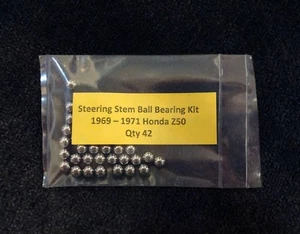 Steering Stem Ball Bearing Kit
1969 – 1971 Honda Z50
Qty 42